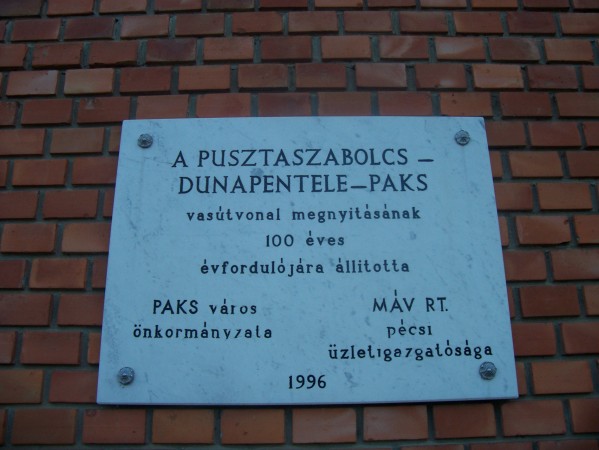 A PUSZTASZABOLCS –
DUNAPENTELE–PAKS
vasútvonal megnyitásának
100 éves
évfordulójára állította
PAKS város
önkormányzata
MÁV RT.
pécsi
üzletigazgatósága
1996